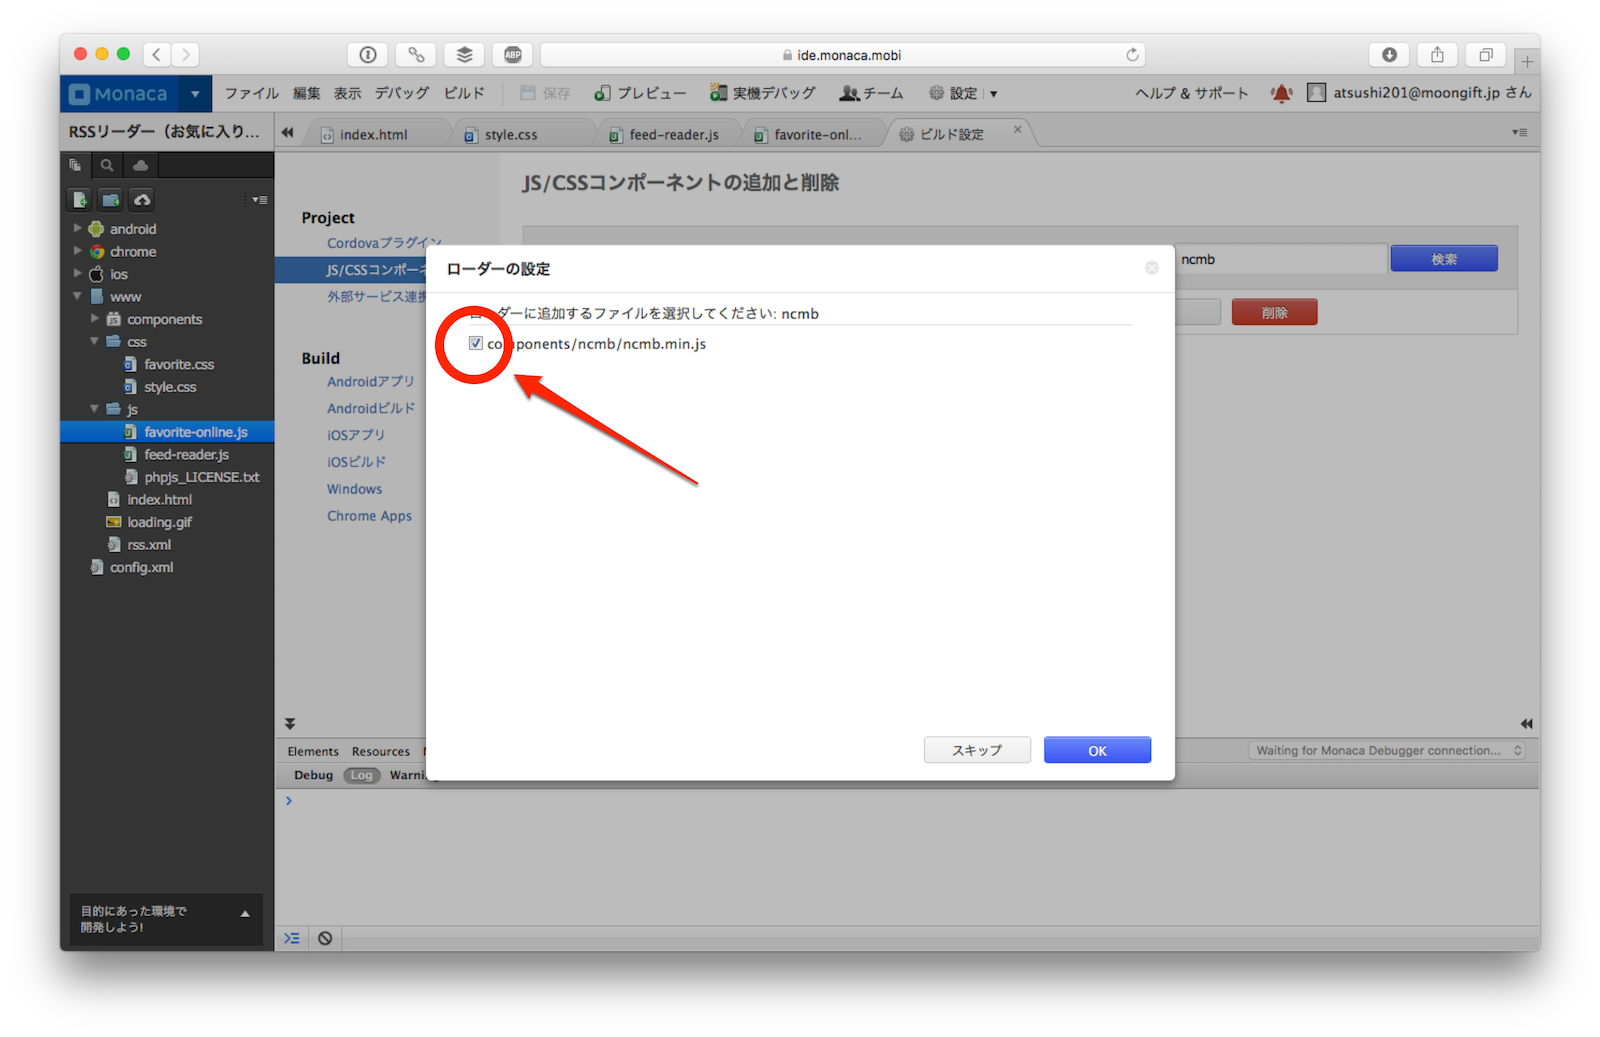 ABP
ide.monaca.mobi
Monaca
ファイル 編集 表示 デバッグ ビルド 保存 プレビュー 実機デバッグ チーム 設定 ヘルプ & サポート atsushi201@moongift.jp さん
RSSリーダー（お気に入り...
index.html style.css feed-reader.js favorite-onl... ビルド設定
JS/CSSコンポーネントの追加と削除
android
chrome
ios
www
components
css
favorite.css
style.css
js
favorite-online.js
feed-reader.js
phpjs_LICENSE.txt
index.html
loading.gif
rss.xml
config.xml
目的にあった環境で
開発しよう!
Project
Cordovaプラグイン
JS/CSSコンポーネ
外部サービス連携
Build
Androidアプリ
Androidビルド
iOSアプリ
iOSビルド
Windows
Chrome Apps
ncmb 検索
削除
ローダーの設定
ローダーに追加するファイルを選択してください: ncmb
components/ncmb/ncmb.min.js
スキップ OK
Elements Resources
Waiting for Monaca Debugger connection...
Debug Log Warnin